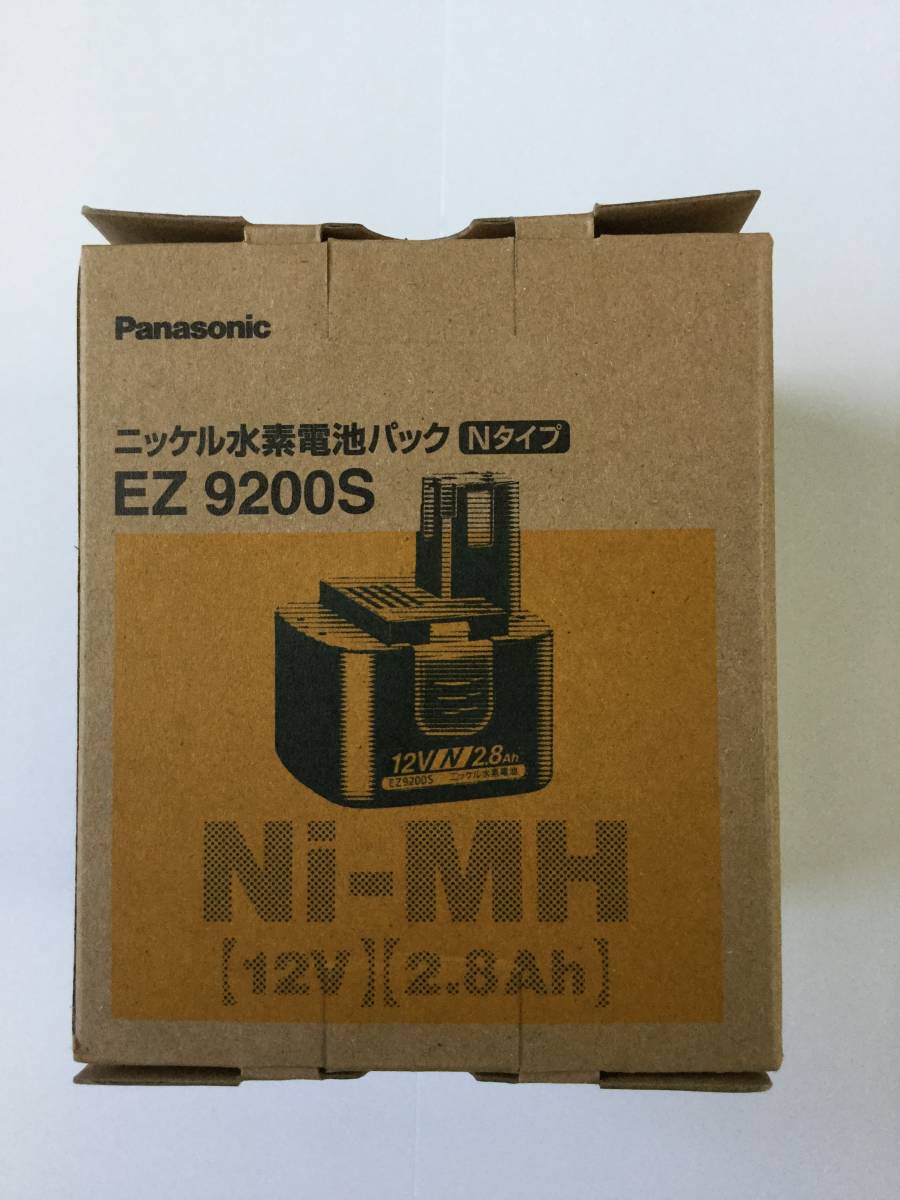 Panasonic
ニッケル水素電池パック Nタイプ
EZ 9200S
12V N 2.8Ah
EZ9200S ニッケル水素電池
Ni-MH
[12V][2.8Ah]